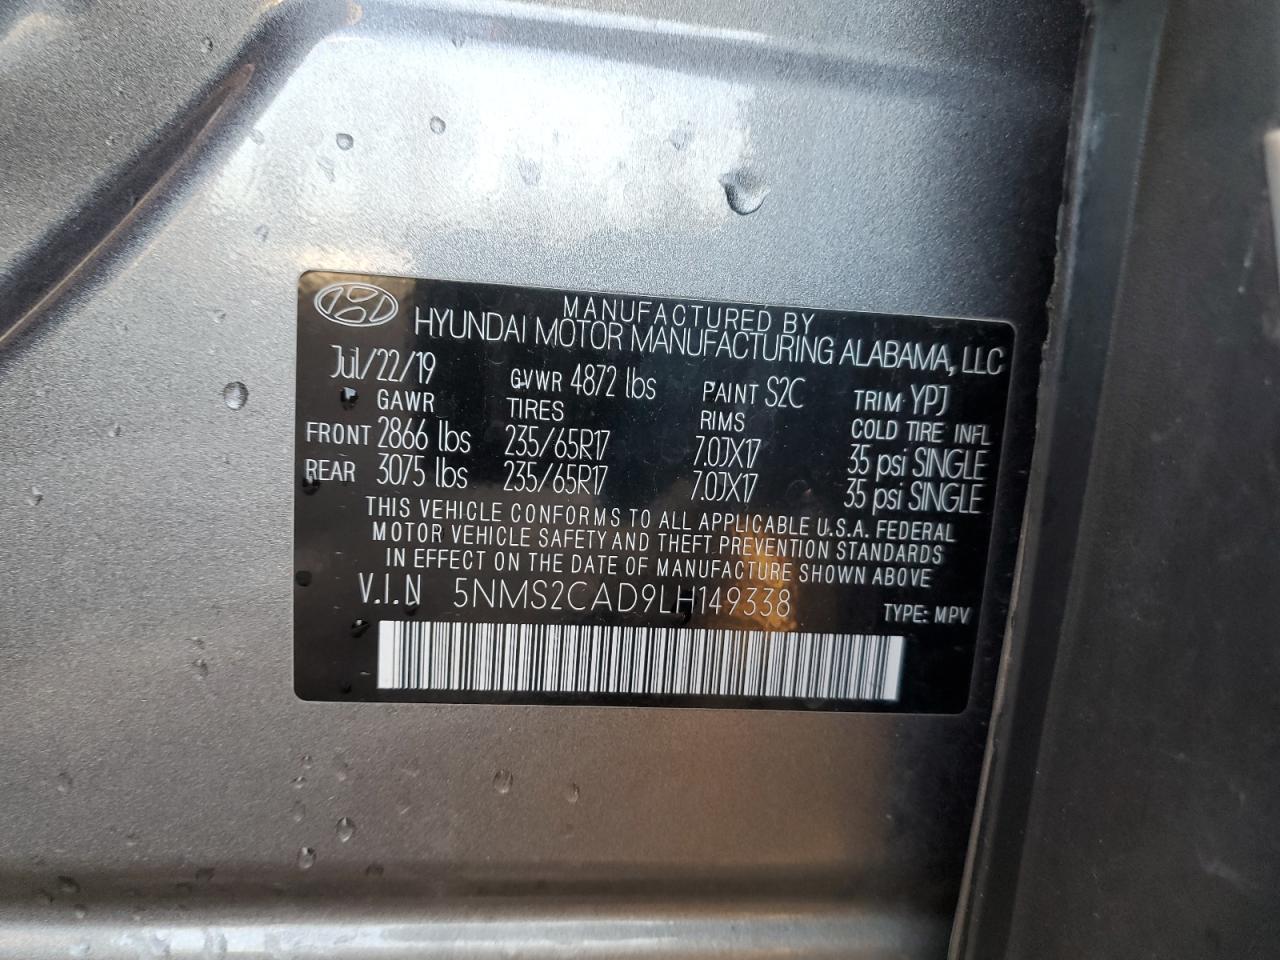 MANUFACTURED BY
HYUNDAI MOTOR MANUFACTURING ALABAMA, LLC
Jul/22/19 GVWR 4872 lbs PAINT S2C TRIM YPJ
GAWR TIRES RIMS COLD TIRE INFL
FRONT 2866 lbs 235/65R17 7.0JX17 35 psi SINGLE
REAR 3075 lbs 235/65R17 7.0JX17 35 psi SINGLE
THIS VEHICLE CONFORMS TO ALL APPLICABLE U.S.A. FEDERAL
MOTOR VEHICLE SAFETY AND THEFT PREVENTION STANDARDS
IN EFFECT ON THE DATE OF MANUFACTURE SHOWN ABOVE
V.I.N 5NMS2CAD9LH149338 TYPE: MPV